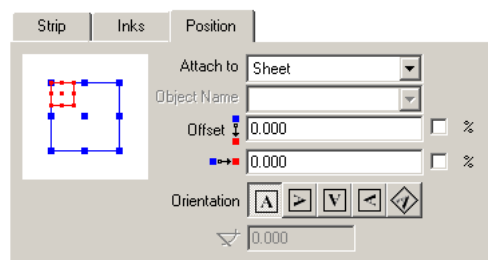 Strip Inks Position
Attach to Sheet
Object Name
Offset 0.000 %
0.000 %
Orientation A A A A A
0.000